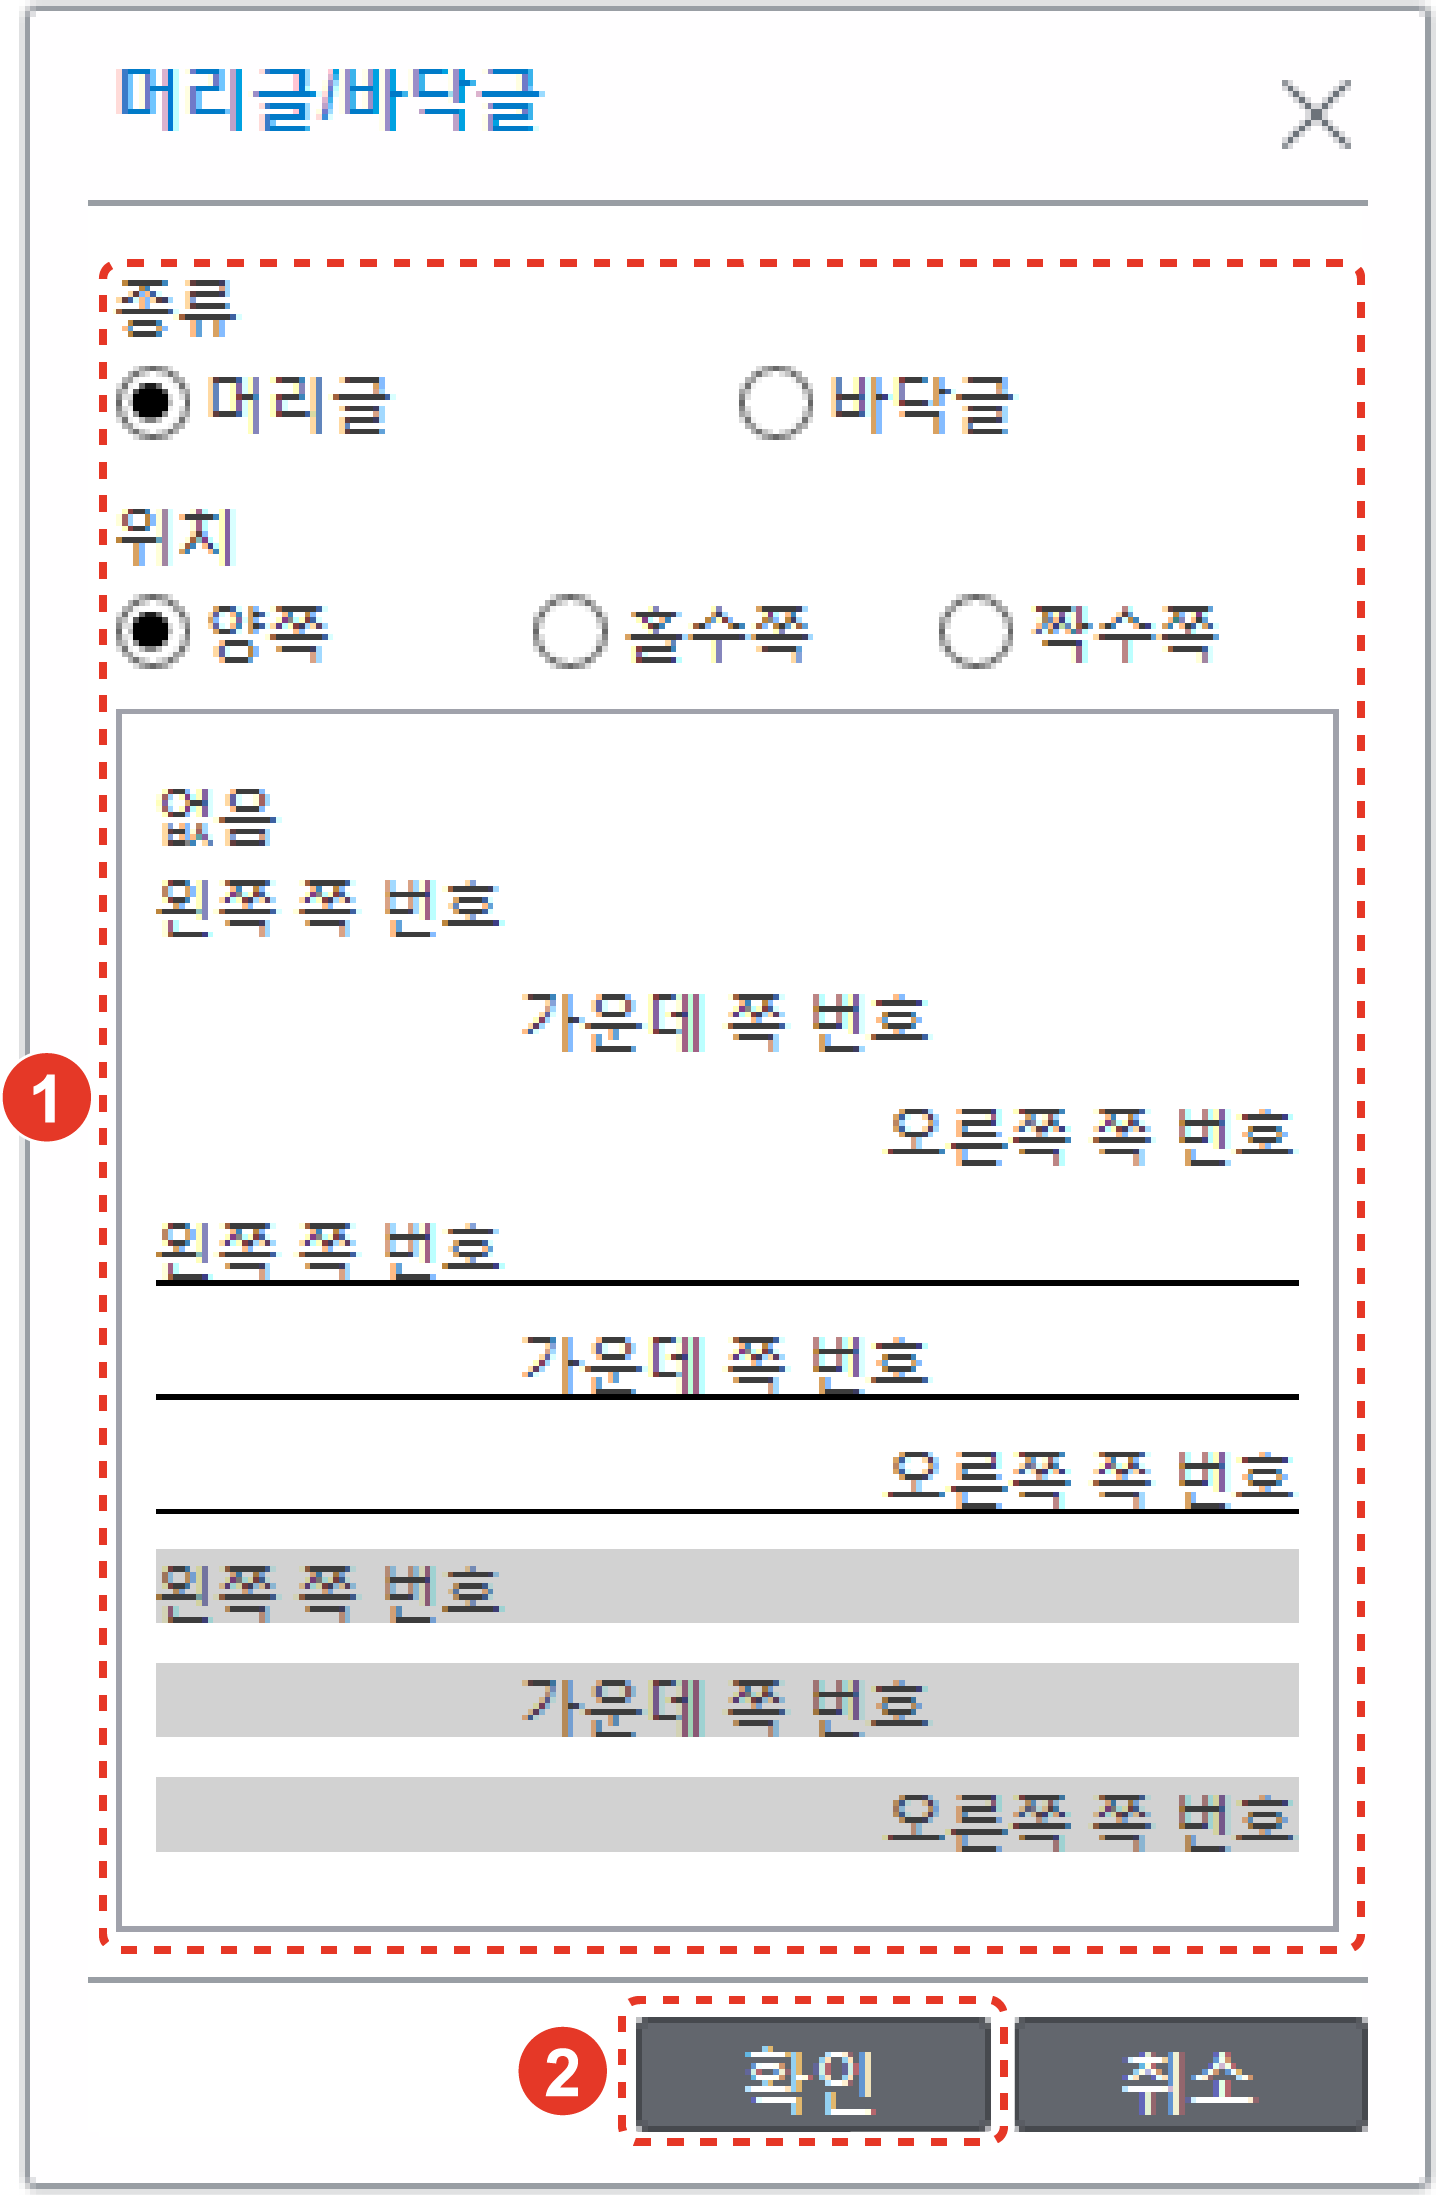 머리글/바닥글
종류
머리글 바닥글
위치
양쪽 홀수쪽 짝수쪽
없음
왼쪽 쪽 번호
가운데 쪽 번호
오른쪽 쪽 번호
왼쪽 쪽 번호
가운데 쪽 번호
오른쪽 쪽 번호
왼쪽 쪽 번호
가운데 쪽 번호
오른쪽 쪽 번호
1
2 확인 취소